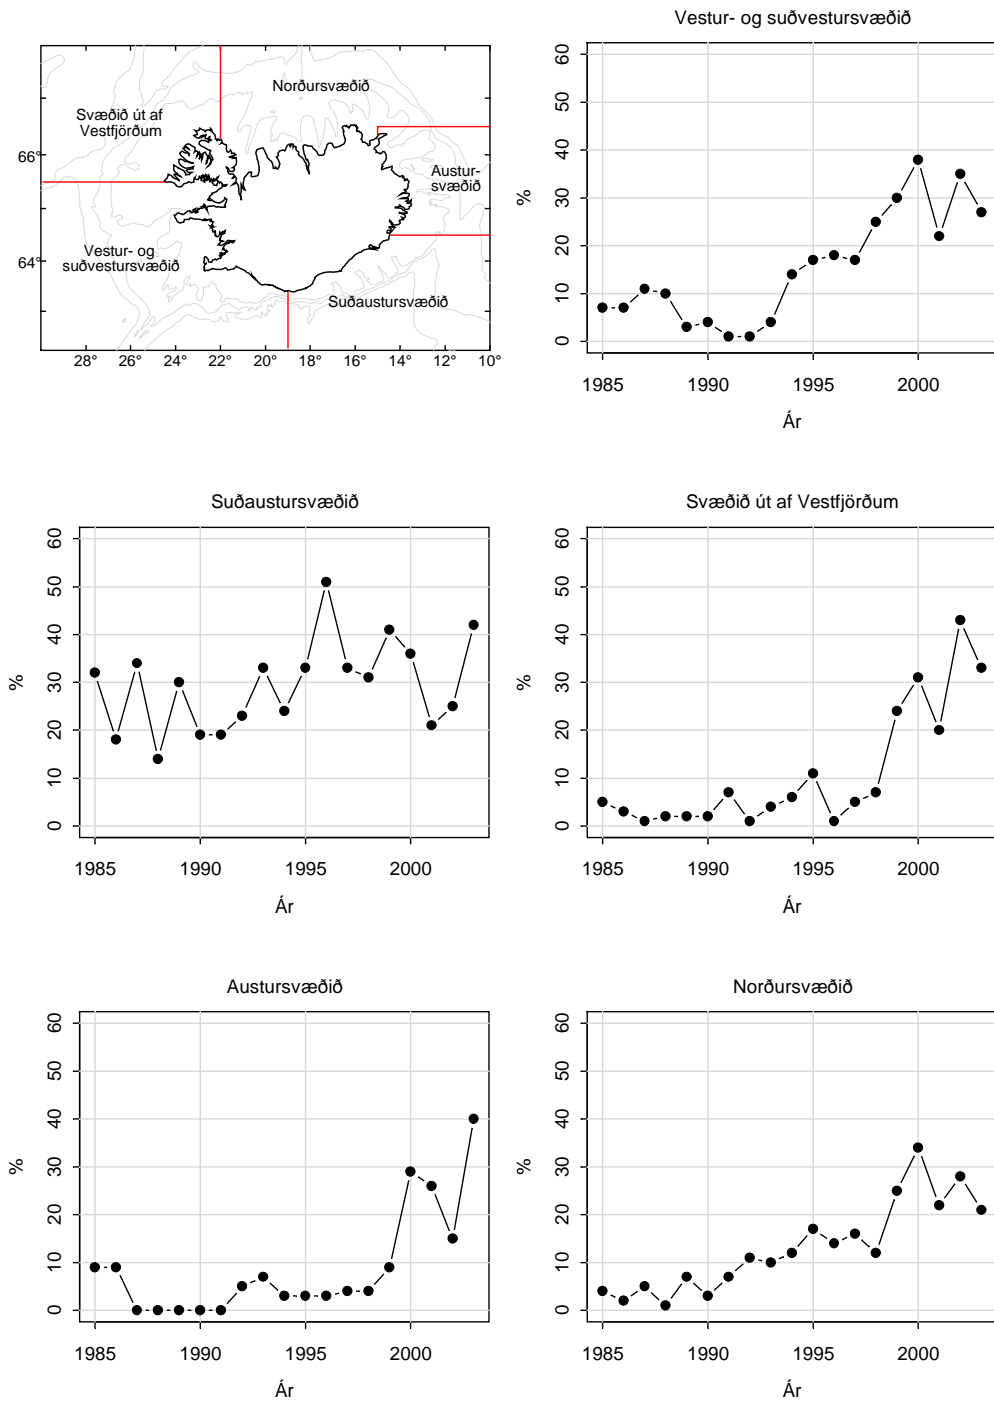 Norðursvæðið
Svæðið út af
Vestfjörðum
Austur-
svæðið
Vestur- og
suðvestursvæðið
Suðaustursvæðið
66°
64°
28° 26° 24° 22° 20° 18° 16° 14° 12° 10°
Vestur- og suðvestursvæðið
60
50
40
30
20
10
0
%
1985 1990 1995 2000
Ár
Suðaustursvæðið
60
50
40
30
20
10
0
%
1985 1990 1995 2000
Ár
Svæðið út af Vestfjörðum
60
50
40
30
20
10
0
%
1985 1990 1995 2000
Ár
Austursvæðið
60
50
40
30
20
10
0
%
1985 1990 1995 2000
Ár
Norðursvæðið
60
50
40
30
20
10
0
%
1985 1990 1995 2000
Ár